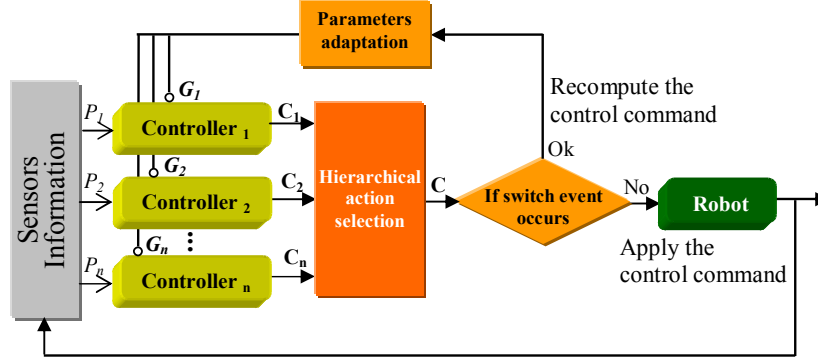 Parameters
adaptation
G1
P1
Controller 1
C1
Recompute the
control command
Ok
Sensors
Information
G2
P2
Controller 2
C2
Hierarchical
action
selection
C
If switch event
occurs
No
Robot
Gn
...
Pn
Controller n
Cn
Apply the
control command